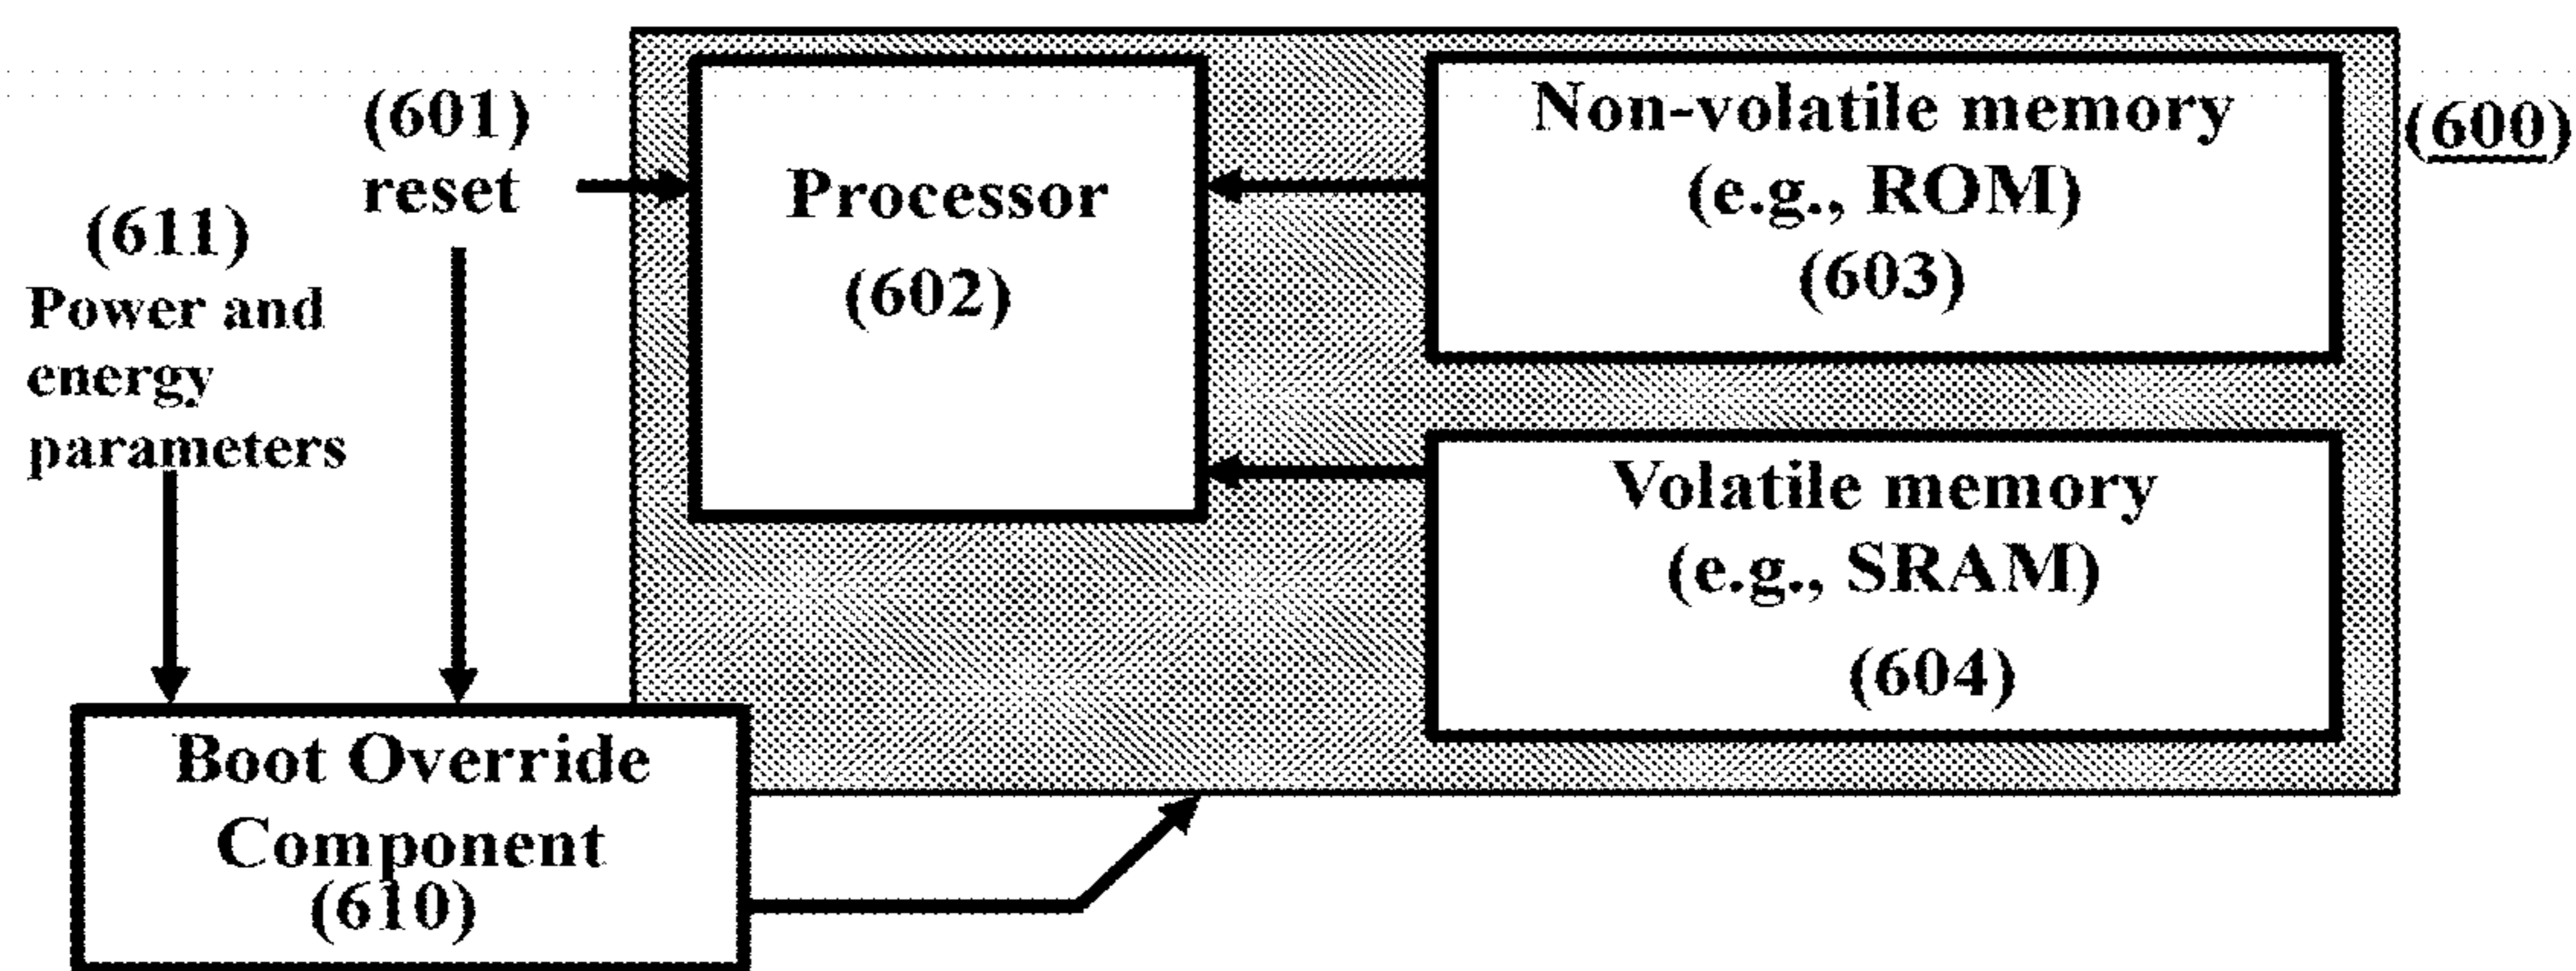 (601)
reset
(611)
Power and
energy
parameters
Processor
(602)
Non-volatile memory
(e.g., ROM)
(603)
(600)
Volatile memory
(e.g., SRAM)
(604)
Boot Override
Component
(610)